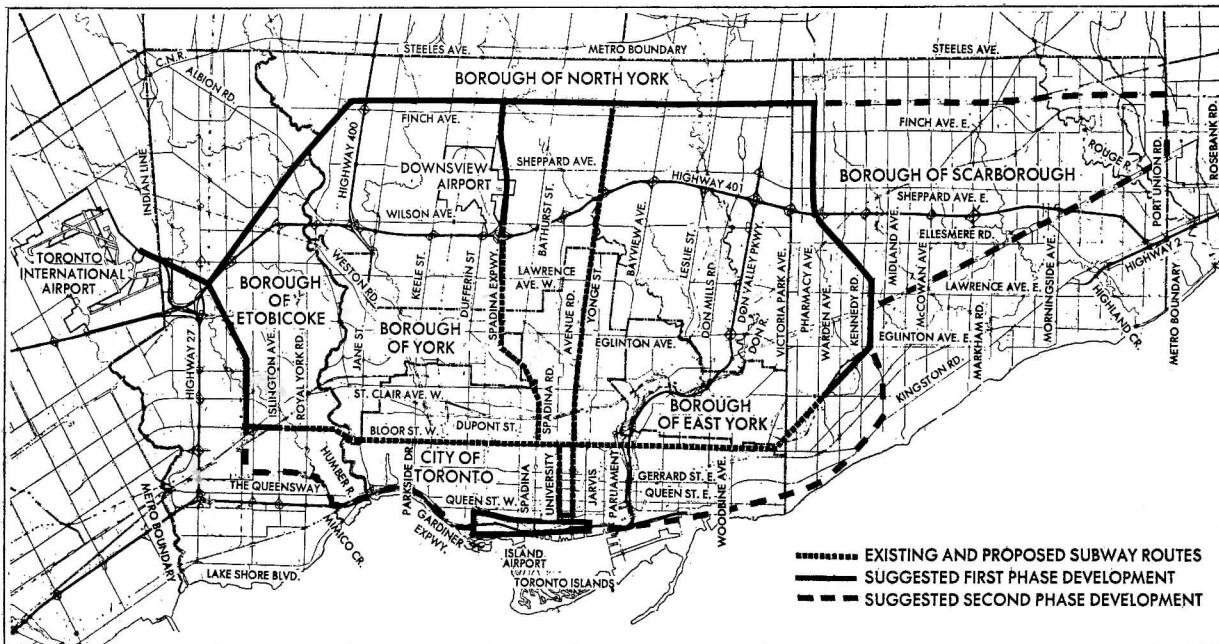 STEELES AVE.
METRO BOUNDARY
STEELES AVE.
C.N.R.
ALBION RD.
BOROUGH OF NORTH YORK
INDIAN LINE
HIGHWAY 400
FINCH AVE.
FINCH AVE. E.
DOWNSVIEW
AIRPORT
SHEPPARD AVE.
BATHURST ST.
HIGHWAY 401
ROUGE R.
PORT UNION RD.
ROSEBANK RD.
BOROUGH OF SCARBOROUGH
SHEPPARD AVE. E.
WILSON AVE.
ELLESMERE RD.
TORONTO
INTERNATIONAL
AIRPORT
WESTON RD.
KEELE ST.
DUFFERIN ST.
SPADINA EXPWY.
LAWRENCE
AVE. W.
AVENUE RD.
YONGE ST.
BAYVIEW AVE.
LESLIE ST.
DON MILLS RD.
DON VALLEY PKWY.
DON R.
VICTORIA PARK AVE.
PHARMACY AVE.
WARDEN AVE.
KENNEDY RD
MIDLAND AVE.
McCOWAN AVE.
LAWRENCE AVE. E.
MARKHAM RD.
MORNINGSIDE AVE.
HIGHLAND CR.
HIGHWAY 2
METRO BOUNDARY
BOROUGH
OF
ETOBICOKE
BOROUGH
OF YORK
EGLINTON AVE.
EGLINTON AVE. E.
KINGSTON RD.
HIGHWAY 27
ISLINGTON AVE.
ROYAL YORK RD.
JANE ST.
ST. CLAIR AVE. W.
SPADINA RD.
BOROUGH
OF EAST YORK
BLOOR ST. W.
DUPONT ST.
CITY OF
TORONTO
THE QUEENSWAY
HUMBER R.
MIMICO CR.
PARKSIDE DR.
QUEEN ST. W.
SPADINA
UNIVERSITY
JARVIS
PARLIAMENT
GERRARD ST. E
QUEEN ST. E.
WOODBINE AVE.
METRO BOUNDARY
GARDINER
EXPWY.
LAKE SHORE BLVD.
ISLAND
AIRPORT
TORONTO ISLANDS
EXISTING AND PROPOSED SUBWAY ROUTES
SUGGESTED FIRST PHASE DEVELOPMENT
SUGGESTED SECOND PHASE DEVELOPMENT